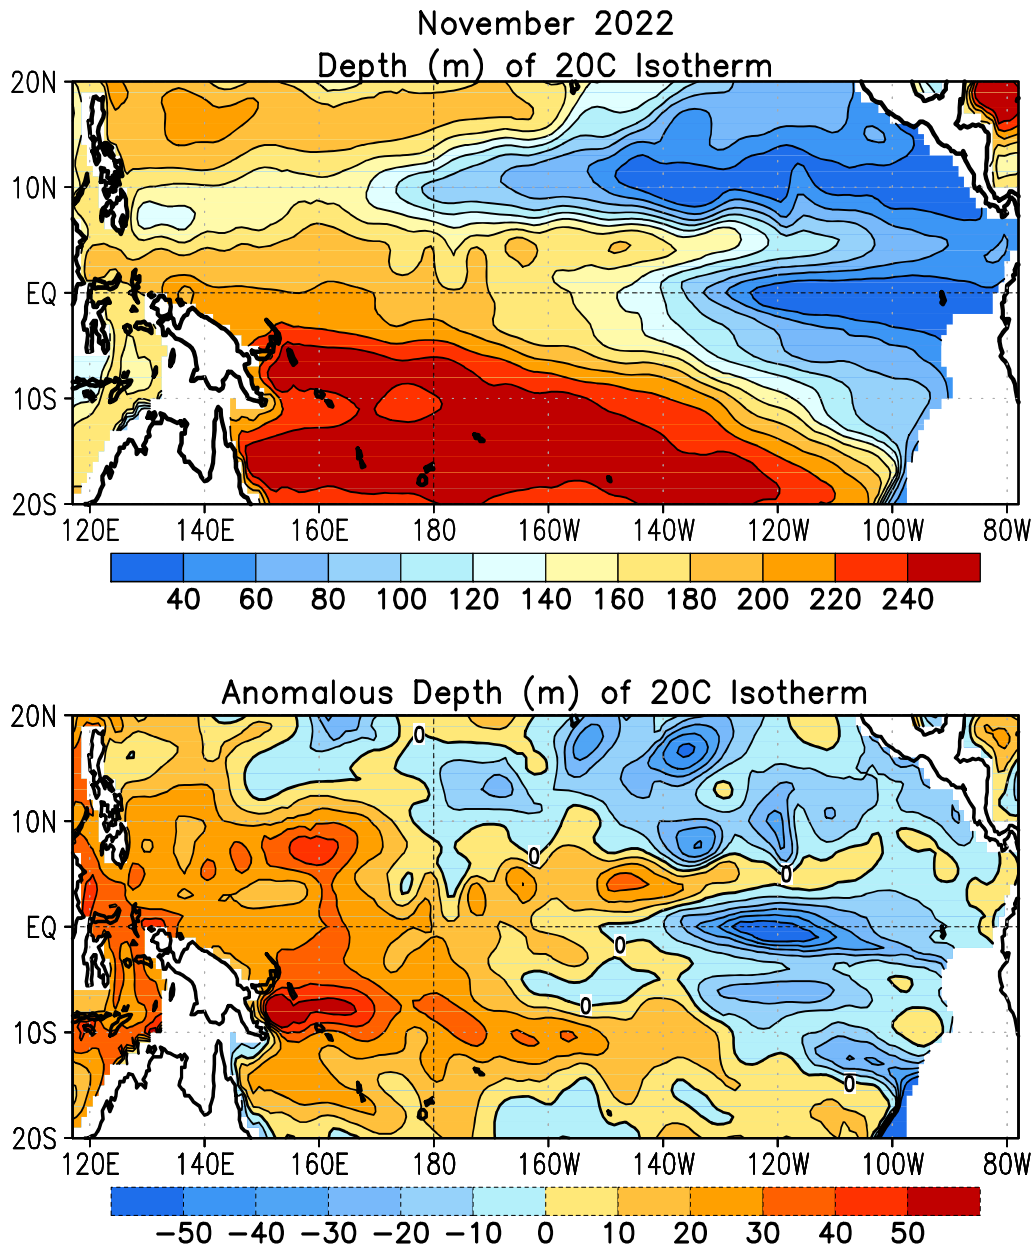 November 2022
Depth (m) of 20C Isotherm
20N
10N
EQ
10S
20S
120E 140E 160E 180 160W 140W 120W 100W 80W
40 60 80 100 120 140 160 180 200 220 240
Anomalous Depth (m) of 20C Isotherm
20N
0
10N
0
0
EQ
0
0
10S
0
20S
120E 140E 160E 180 160W 140W 120W 100W 80W
−50 −40 −30 −20 −10 0 10 20 30 40 50